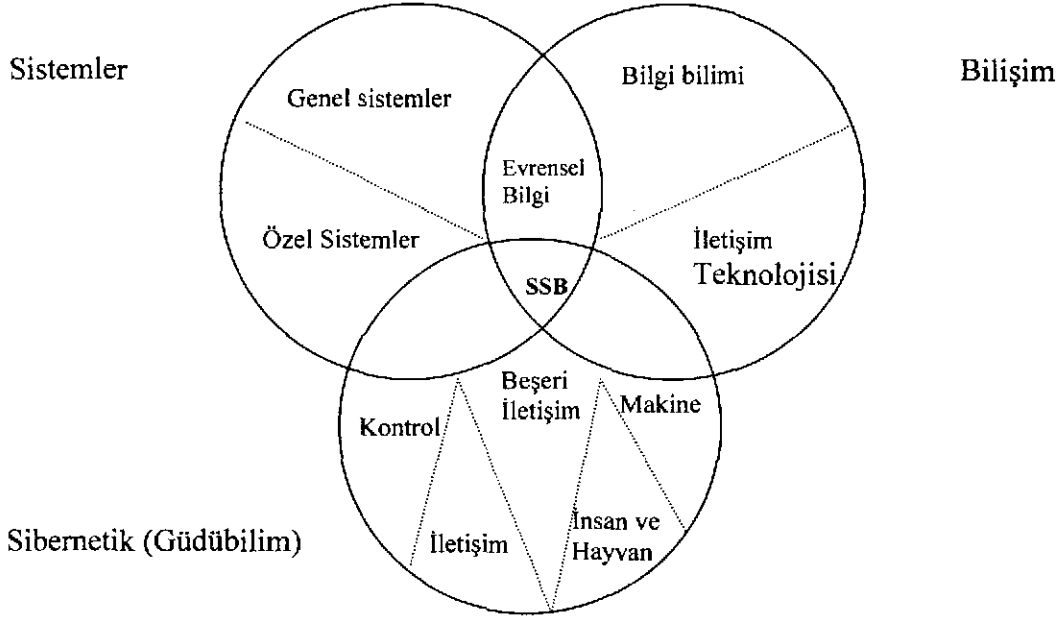 Sistemler
Bilişim
Genel sistemler
Bilgi bilimi
Evrensel
Bilgi
Özel Sistemler
İletişim
Teknolojisi
SSB
Beşeri
İletişim
Makine
Kontrol
Sibernetik (Güdübilim)
İletişim
İnsan ve
Hayvan